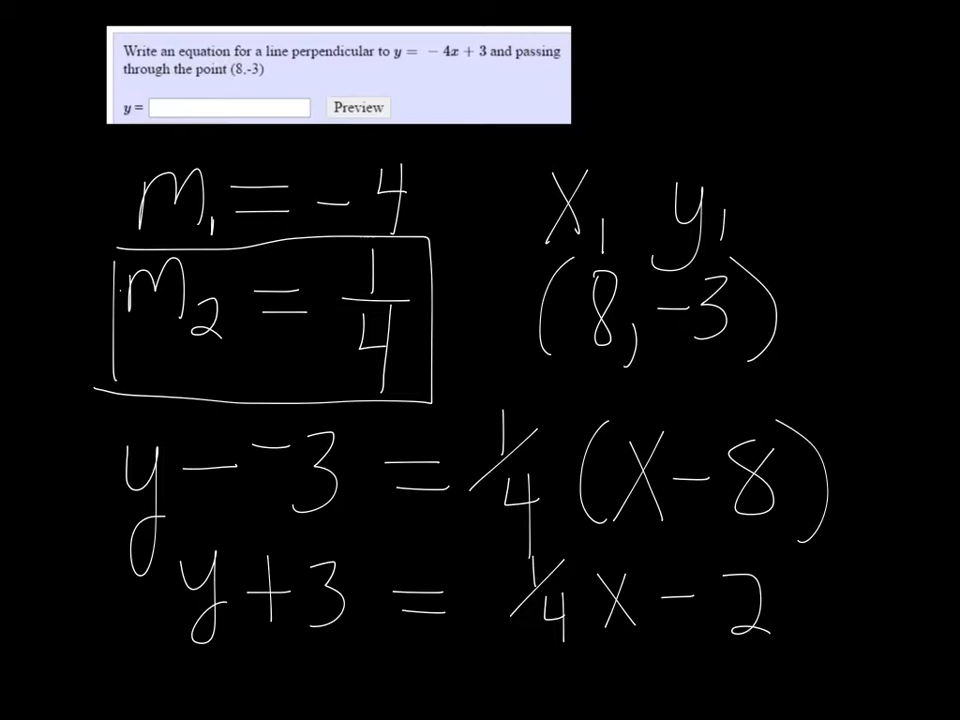 Write an equation for a line perpendicular to y = − 4x + 3 and passing
through the point (8,-3)
y = Preview
m₁ = - 4
m₂ = 1/4
x₁ y₁
(8, -3)
y - -3 = 1/4 (x - 8)
y + 3 = 1/4 x - 2